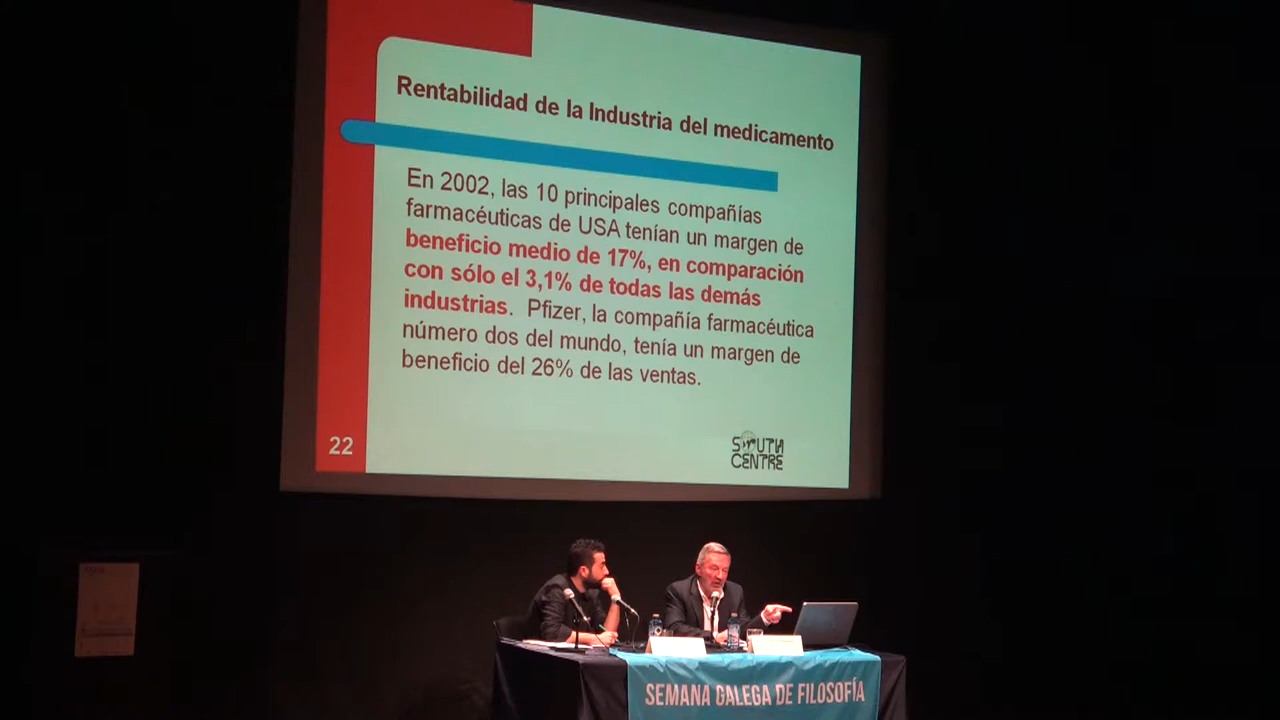 Rentabilidad de la Industria del medicamento
En 2002, las 10 principales compañías
farmacéuticas de USA tenían un margen de
beneficio medio de 17%, en comparación
con sólo el 3,1% de todas las demás
industrias. Pfizer, la compañía farmacéutica
número dos del mundo, tenía un margen de
beneficio del 26% de las ventas.
22
SOUTH
CENTRE
SEMANA GALEGA DE FILOSOFÍA